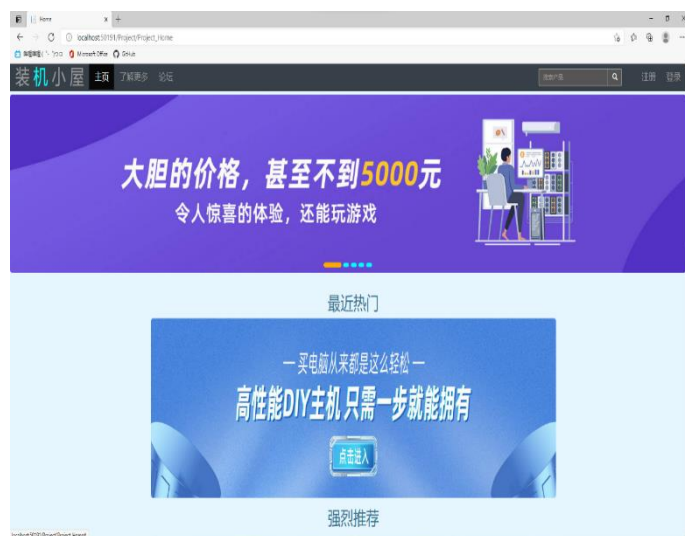 localhost:50191/Project/Project_Home
Microsoft Office GitHub
装机小屋 主页 了解更多 论坛
注册 登录
大胆的价格，甚至不到5000元
令人惊喜的体验，还能玩游戏
最近热门
— 买电脑从来都是这么轻松 —
高性能DIY主机 只需一步就能拥有
点击进入
强烈推荐